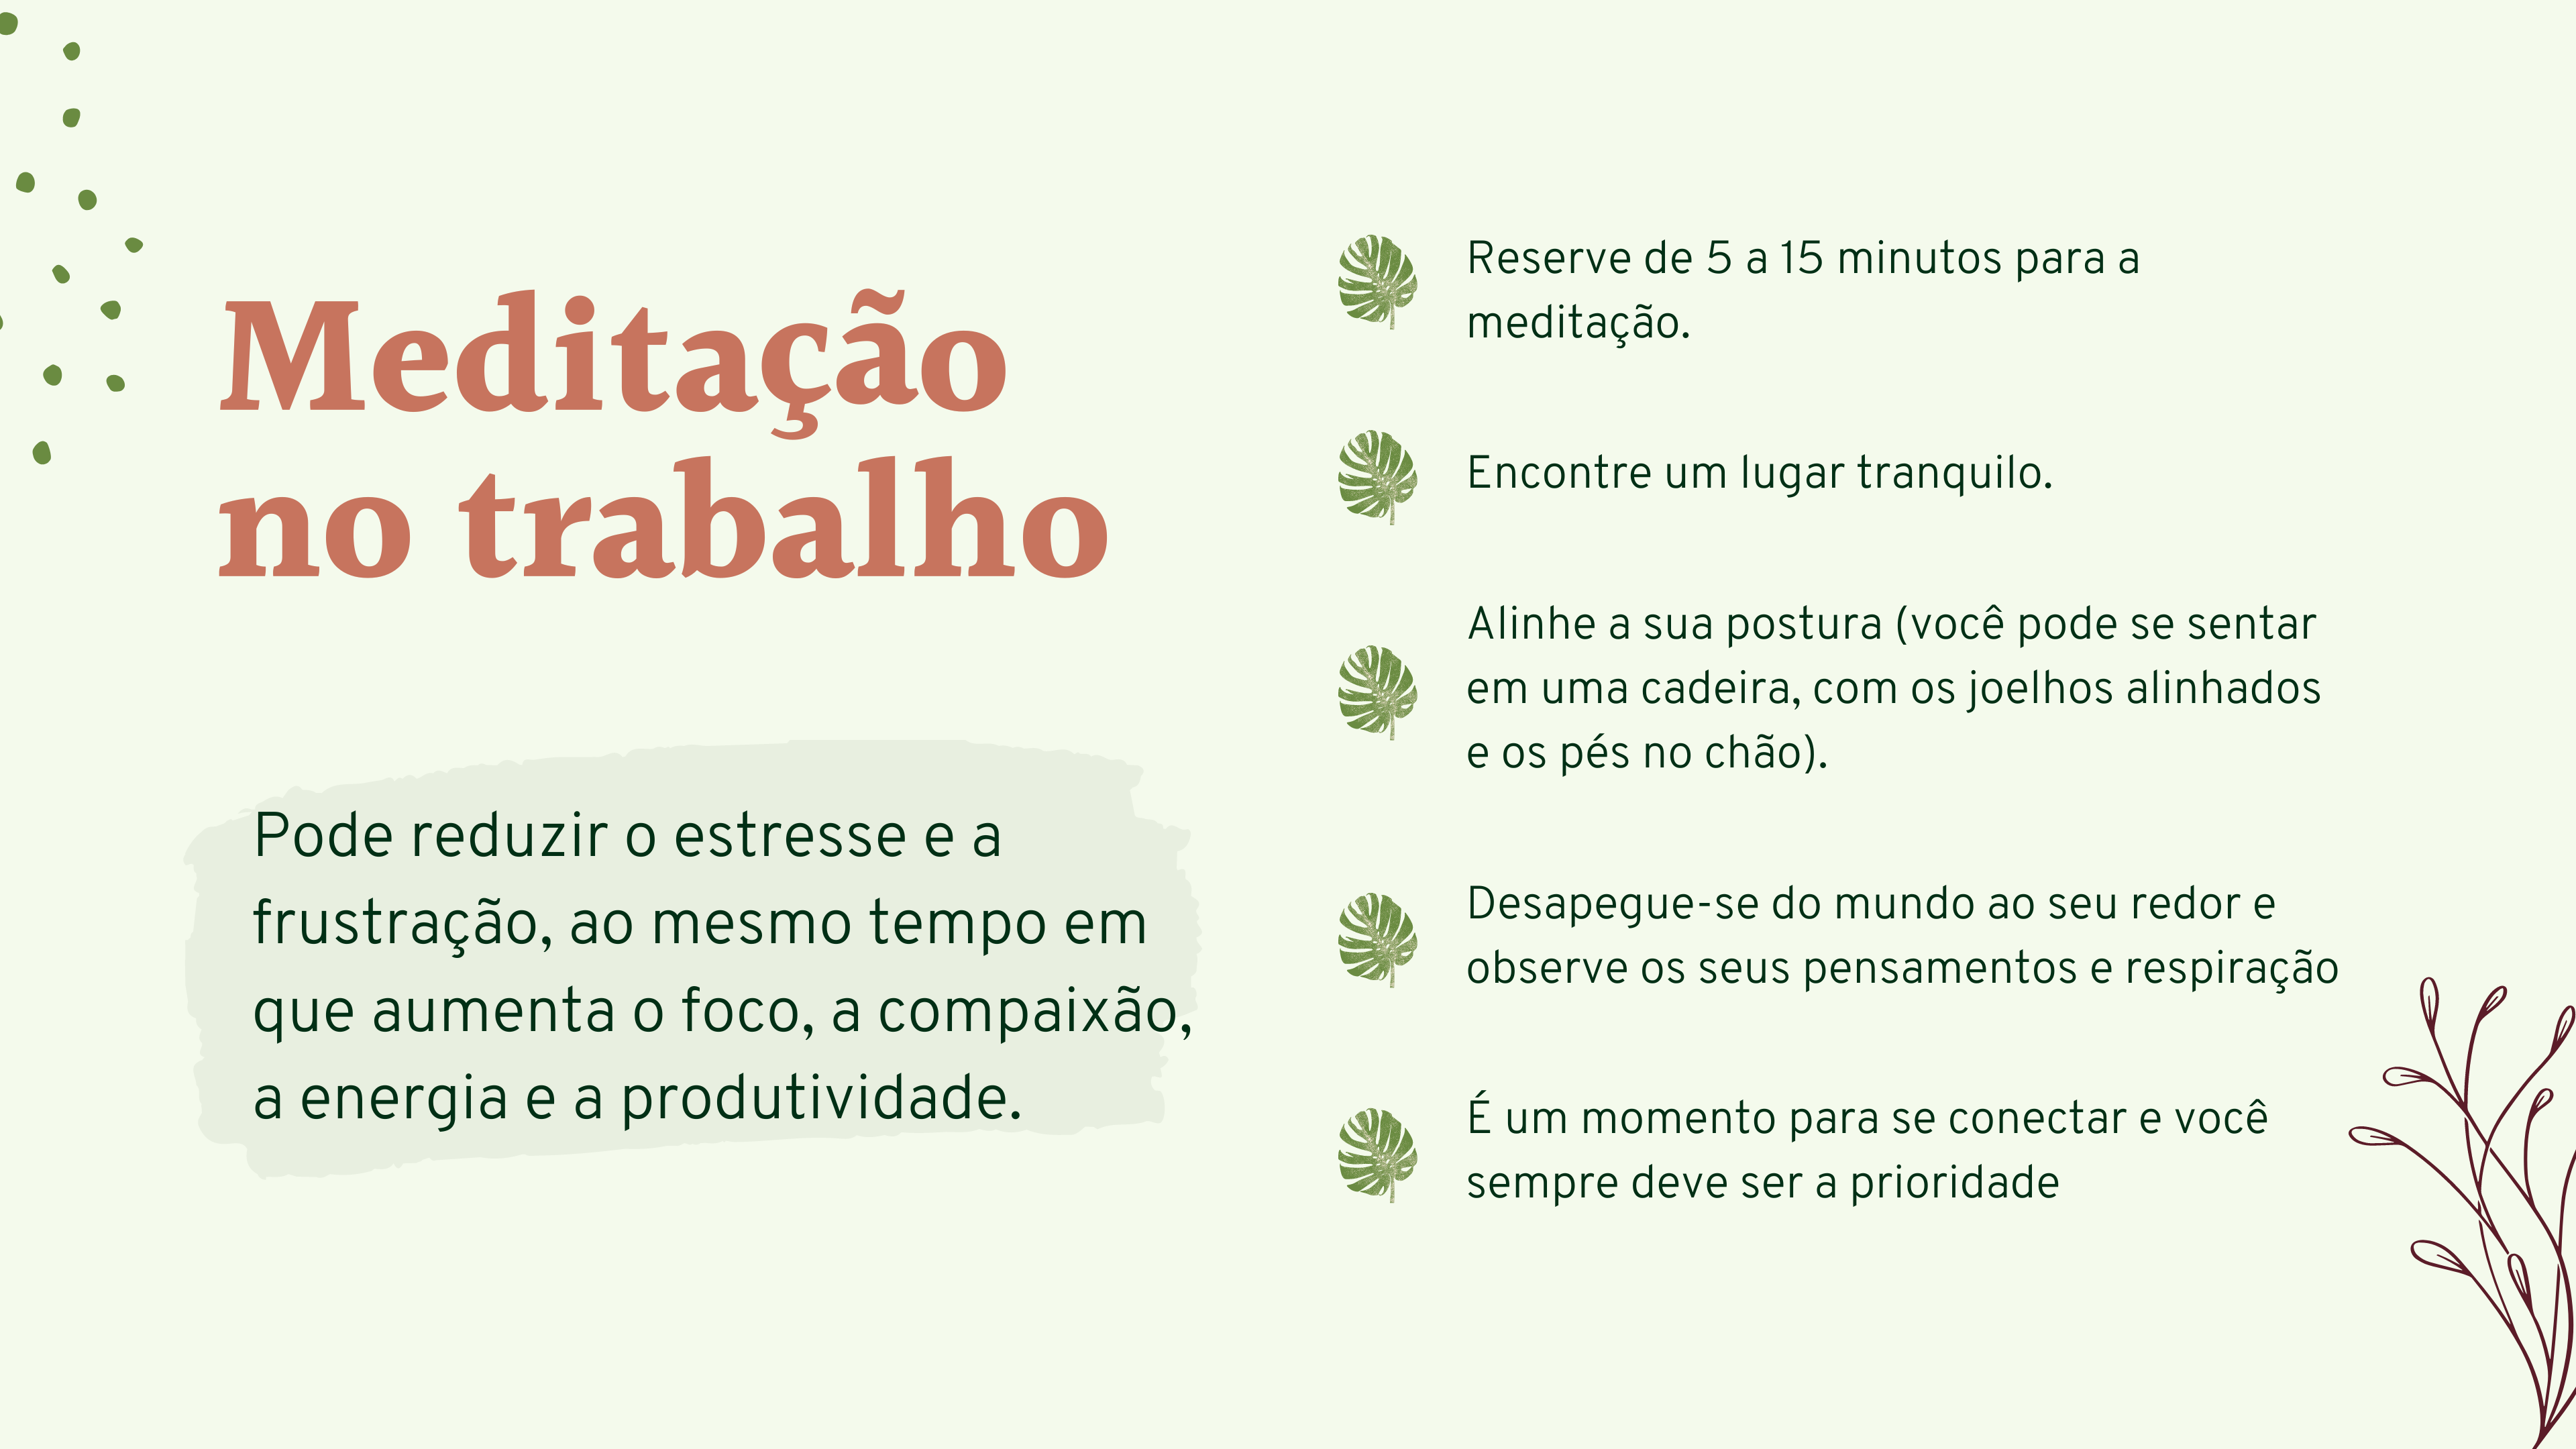 Meditação
no trabalho
Pode reduzir o estresse e a
frustração, ao mesmo tempo em
que aumenta o foco, a compaixão,
a energia e a produtividade.
Reserve de 5 a 15 minutos para a
meditação.
Encontre um lugar tranquilo.
Alinhe a sua postura (você pode se sentar
em uma cadeira, com os joelhos alinhados
e os pés no chão).
Desapegue-se do mundo ao seu redor e
observe os seus pensamentos e respiração
É um momento para se conectar e você
sempre deve ser a prioridade